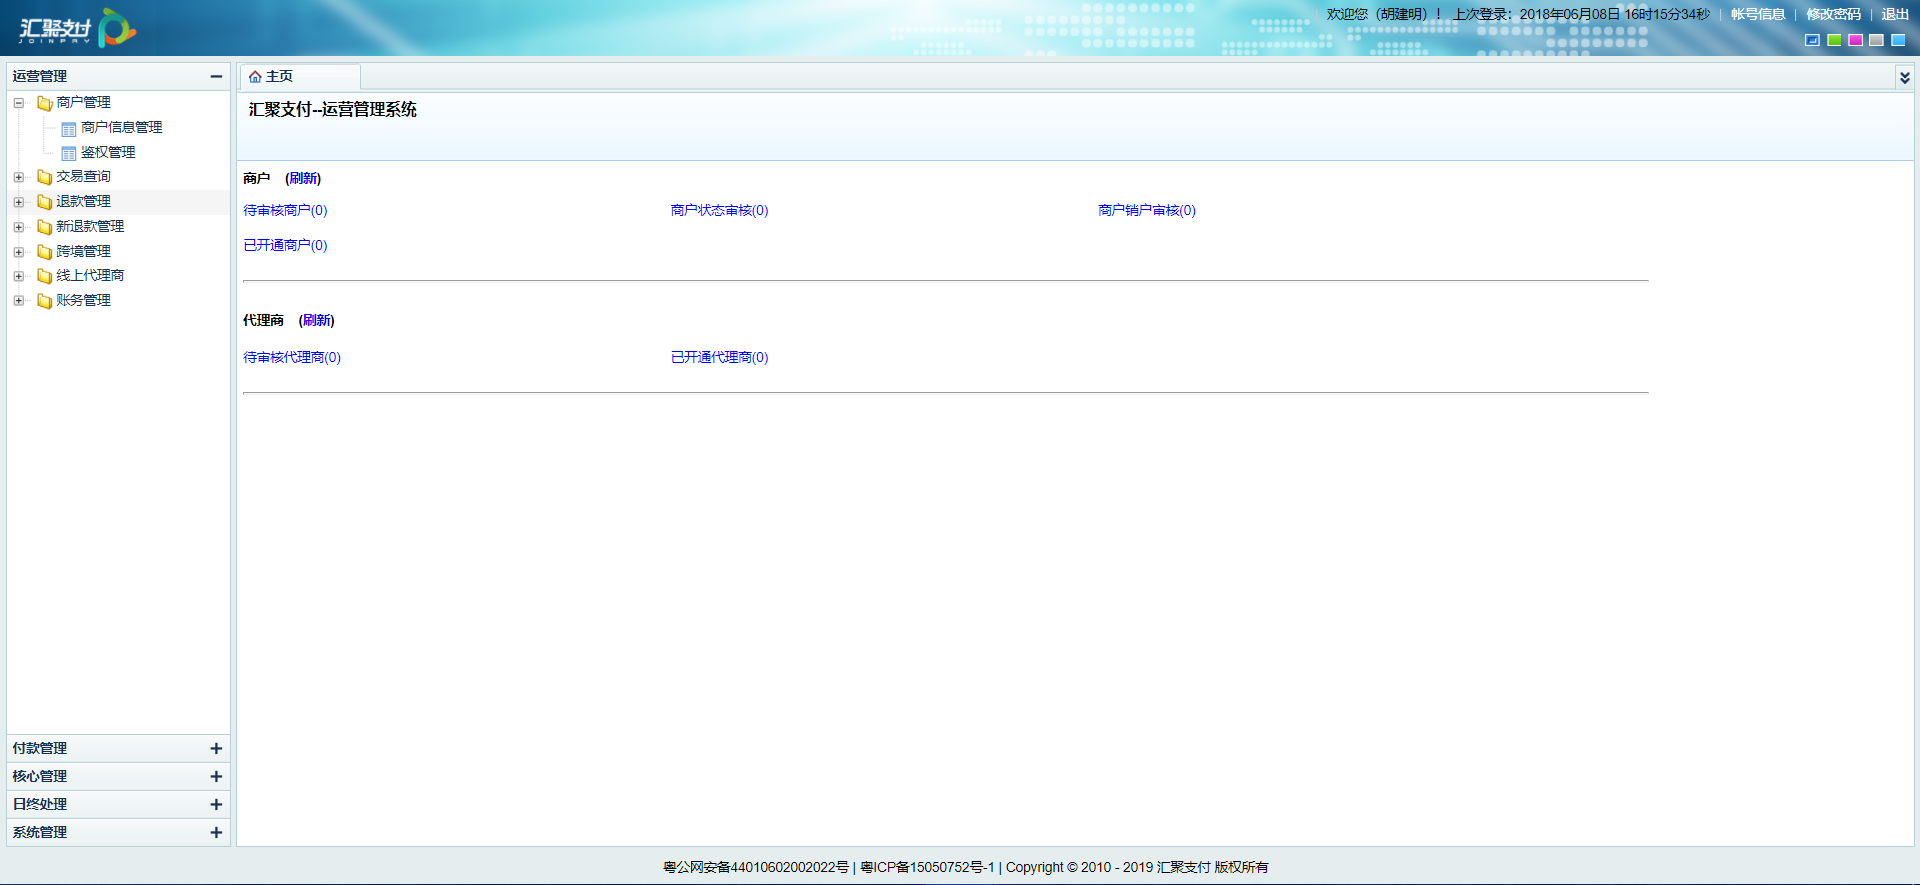 汇聚支付
JOINPAY
欢迎您（胡建明）！ 上次登录：2018年06月08日 16时15分34秒 | 帐号信息 | 修改密码 | 退出
运营管理
商户管理
商户信息管理
鉴权管理
交易查询
退款管理
新退款管理
跨境管理
线上代理商
账务管理
付款管理
核心管理
日终处理
系统管理
主页
汇聚支付--运营管理系统
商户 (刷新)
待审核商户(0) 商户状态审核(0) 商户销户审核(0)
已开通商户(0)
代理商 (刷新)
待审核代理商(0) 已开通代理商(0)
粤公网安备44010602002022号 | 粤ICP备15050752号-1 | Copyright © 2010 - 2019 汇聚支付 版权所有